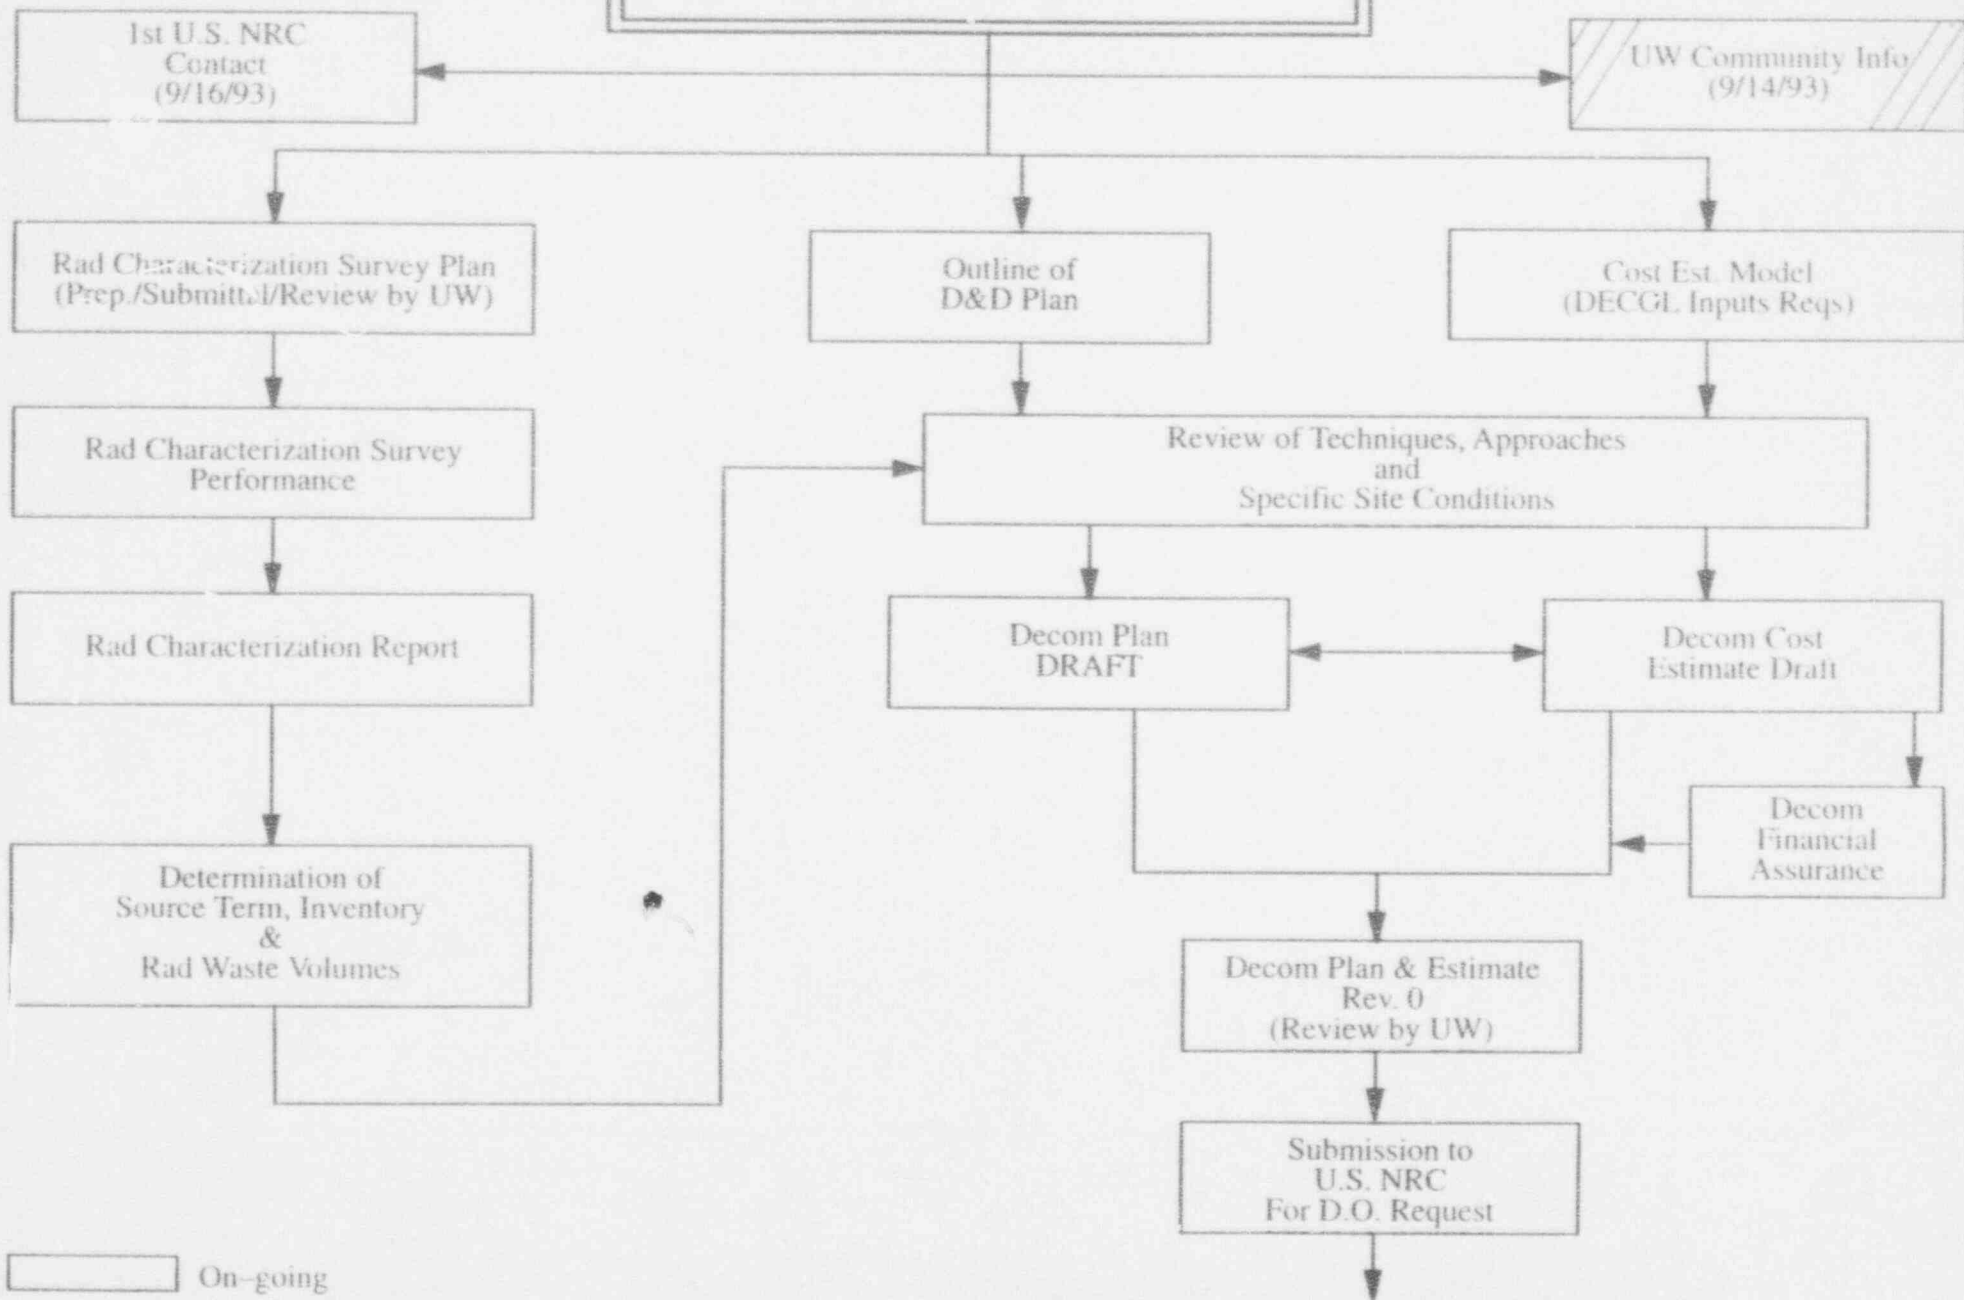 1st U.S. NRC
Contact
(9/16/93)
UW Community Info
(9/14/93)
Rad Characterization Survey Plan
(Prep./Submittal/Review by UW)
Outline of
D&D Plan
Cost Est. Model
(DECGL Inputs Reqs)
Rad Characterization Survey
Performance
Review of Techniques, Approaches
and
Specific Site Conditions
Rad Characterization Report
Decom Plan
DRAFT
Decom Cost
Estimate Draft
Decom
Financial
Assurance
Determination of
Source Term, Inventory
&
Rad Waste Volumes
Decom Plan & Estimate
Rev. 0
(Review by UW)
Submission to
U.S. NRC
For D.O. Request
On-going